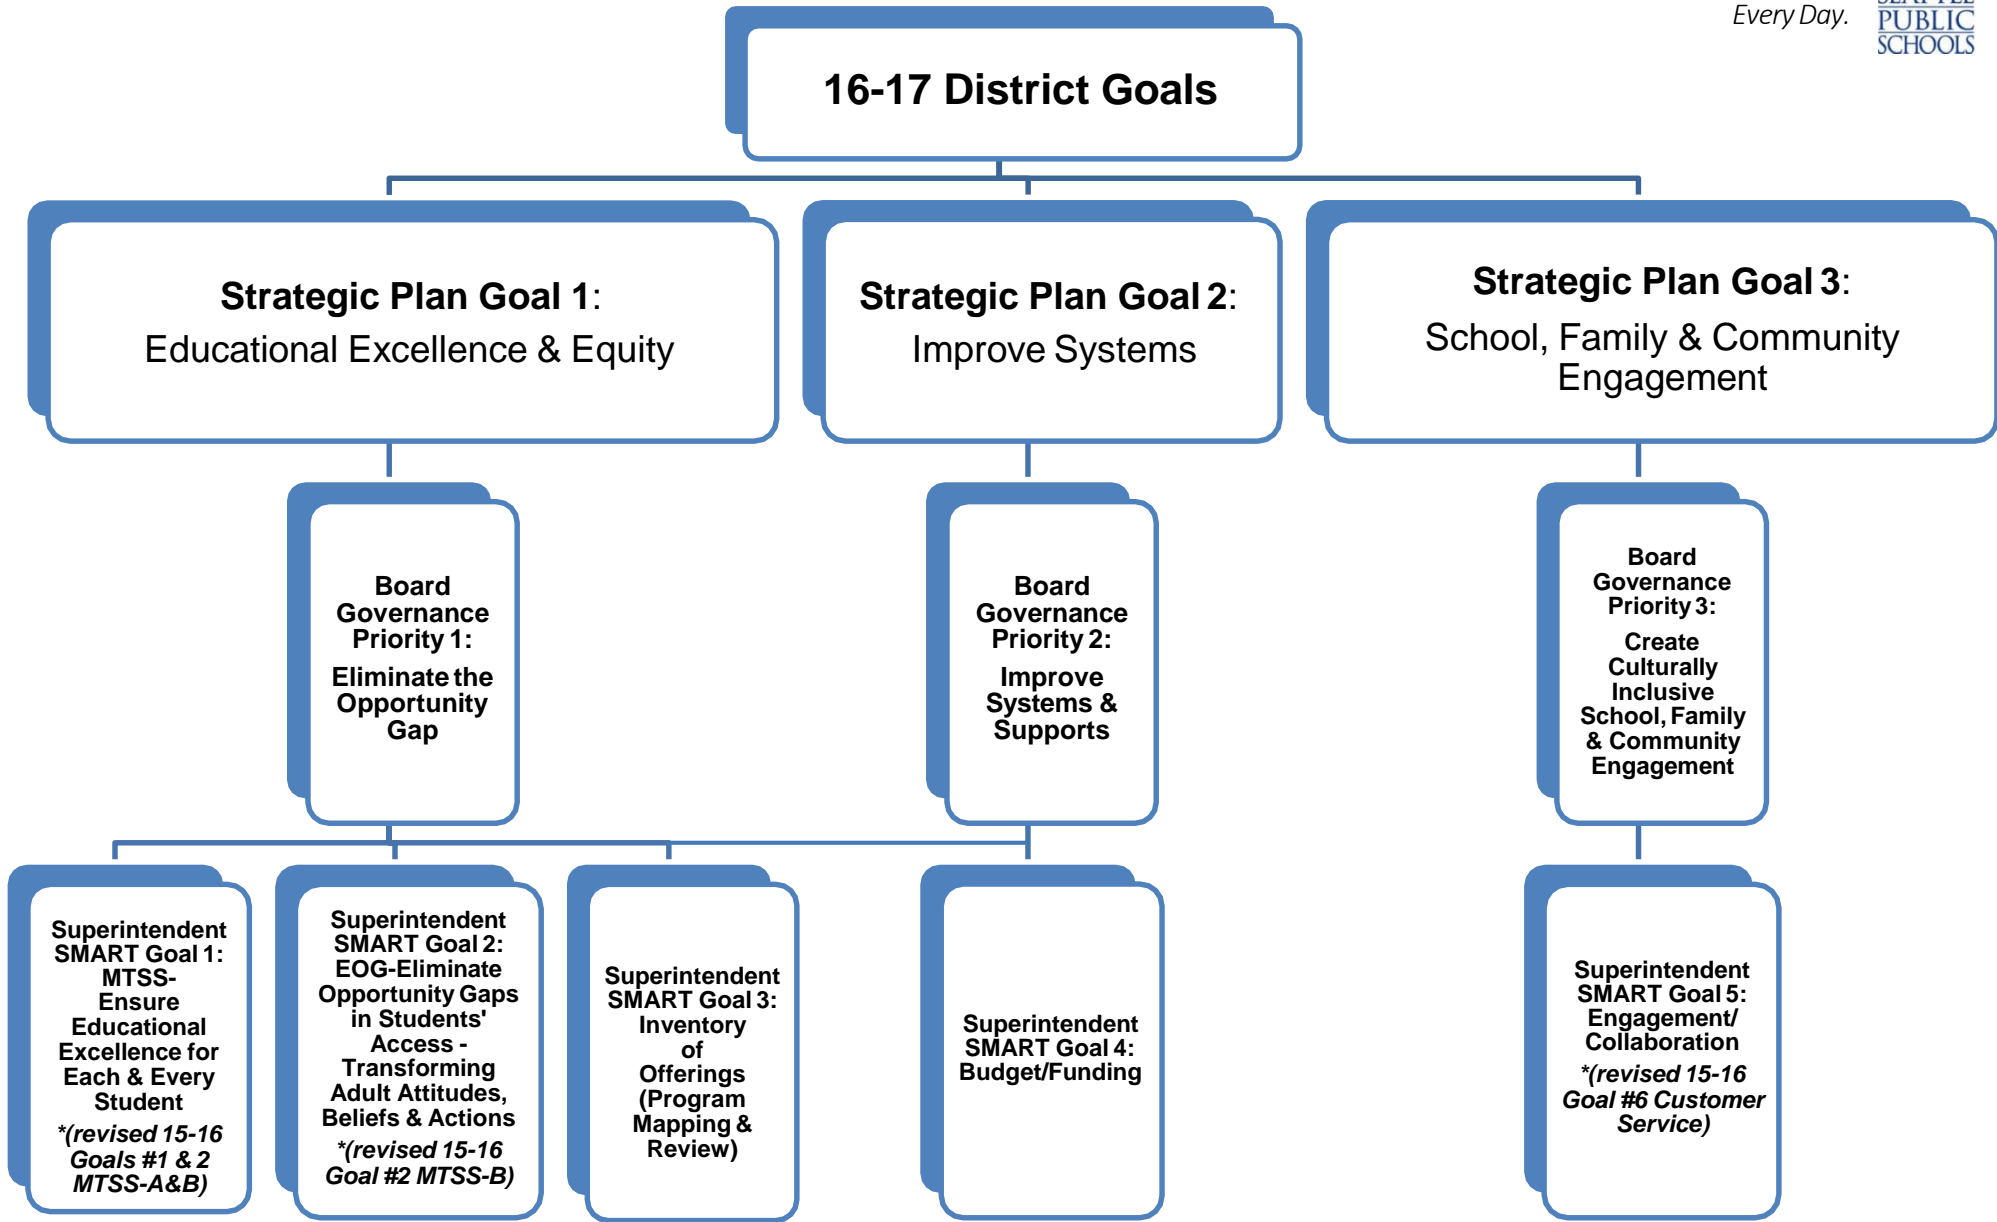 Every Day.
PUBLIC
SCHOOLS
16-17 District Goals
Strategic Plan Goal 1:
Educational Excellence & Equity
Strategic Plan Goal 2:
Improve Systems
Strategic Plan Goal 3:
School, Family & Community
Engagement
Board
Governance
Priority 1:
Eliminate the
Opportunity
Gap
Board
Governance
Priority 2:
Improve
Systems &
Supports
Board
Governance
Priority 3:
Create
Culturally
Inclusive
School, Family
& Community
Engagement
Superintendent
SMART Goal 1:
MTSS-
Ensure
Educational
Excellence for
Each & Every
Student
*(revised 15-16
Goals #1 & 2
MTSS-A&B)
Superintendent
SMART Goal 2:
EOG-Eliminate
Opportunity Gaps
in Students'
Access -
Transforming
Adult Attitudes,
Beliefs & Actions
*(revised 15-16
Goal #2 MTSS-B)
Superintendent
SMART Goal 3:
Inventory
of
Offerings
(Program
Mapping &
Review)
Superintendent
SMART Goal 4:
Budget/Funding
Superintendent
SMART Goal 5:
Engagement/
Collaboration
*(revised 15-16
Goal #6 Customer
Service)